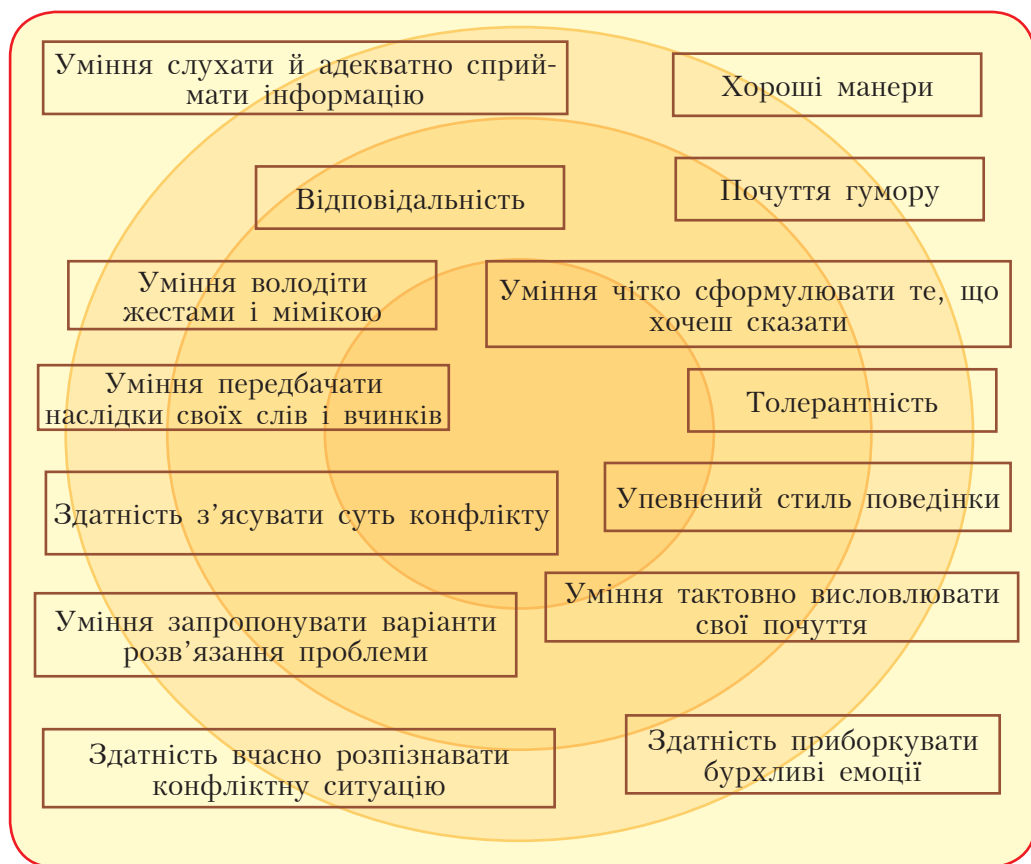 Уміння слухати й адекватно сприй-
мати інформацію
Хороші манери
Відповідальність
Почуття гумору
Уміння володіти
жестами і мімікою
Уміння чітко сформулювати те, що
хочеш сказати
Уміння передбачати
наслідки своїх слів і вчинків
Толерантність
Здатність з’ясувати суть конфлікту
Упевнений стиль поведінки
Уміння запропонувати варіанти
розв’язання проблеми
Уміння тактовно висловлювати
свої почуття
Здатність вчасно розпізнавати
конфліктну ситуацію
Здатність приборкувати
бурхливі емоції